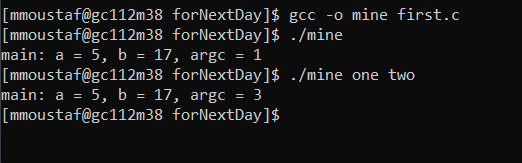 [mmoustaf@gc112m38 forNextDay]$ gcc -o mine first.c
[mmoustaf@gc112m38 forNextDay]$ ./mine
main: a = 5, b = 17, argc = 1
[mmoustaf@gc112m38 forNextDay]$ ./mine one two
main: a = 5, b = 17, argc = 3
[mmoustaf@gc112m38 forNextDay]$